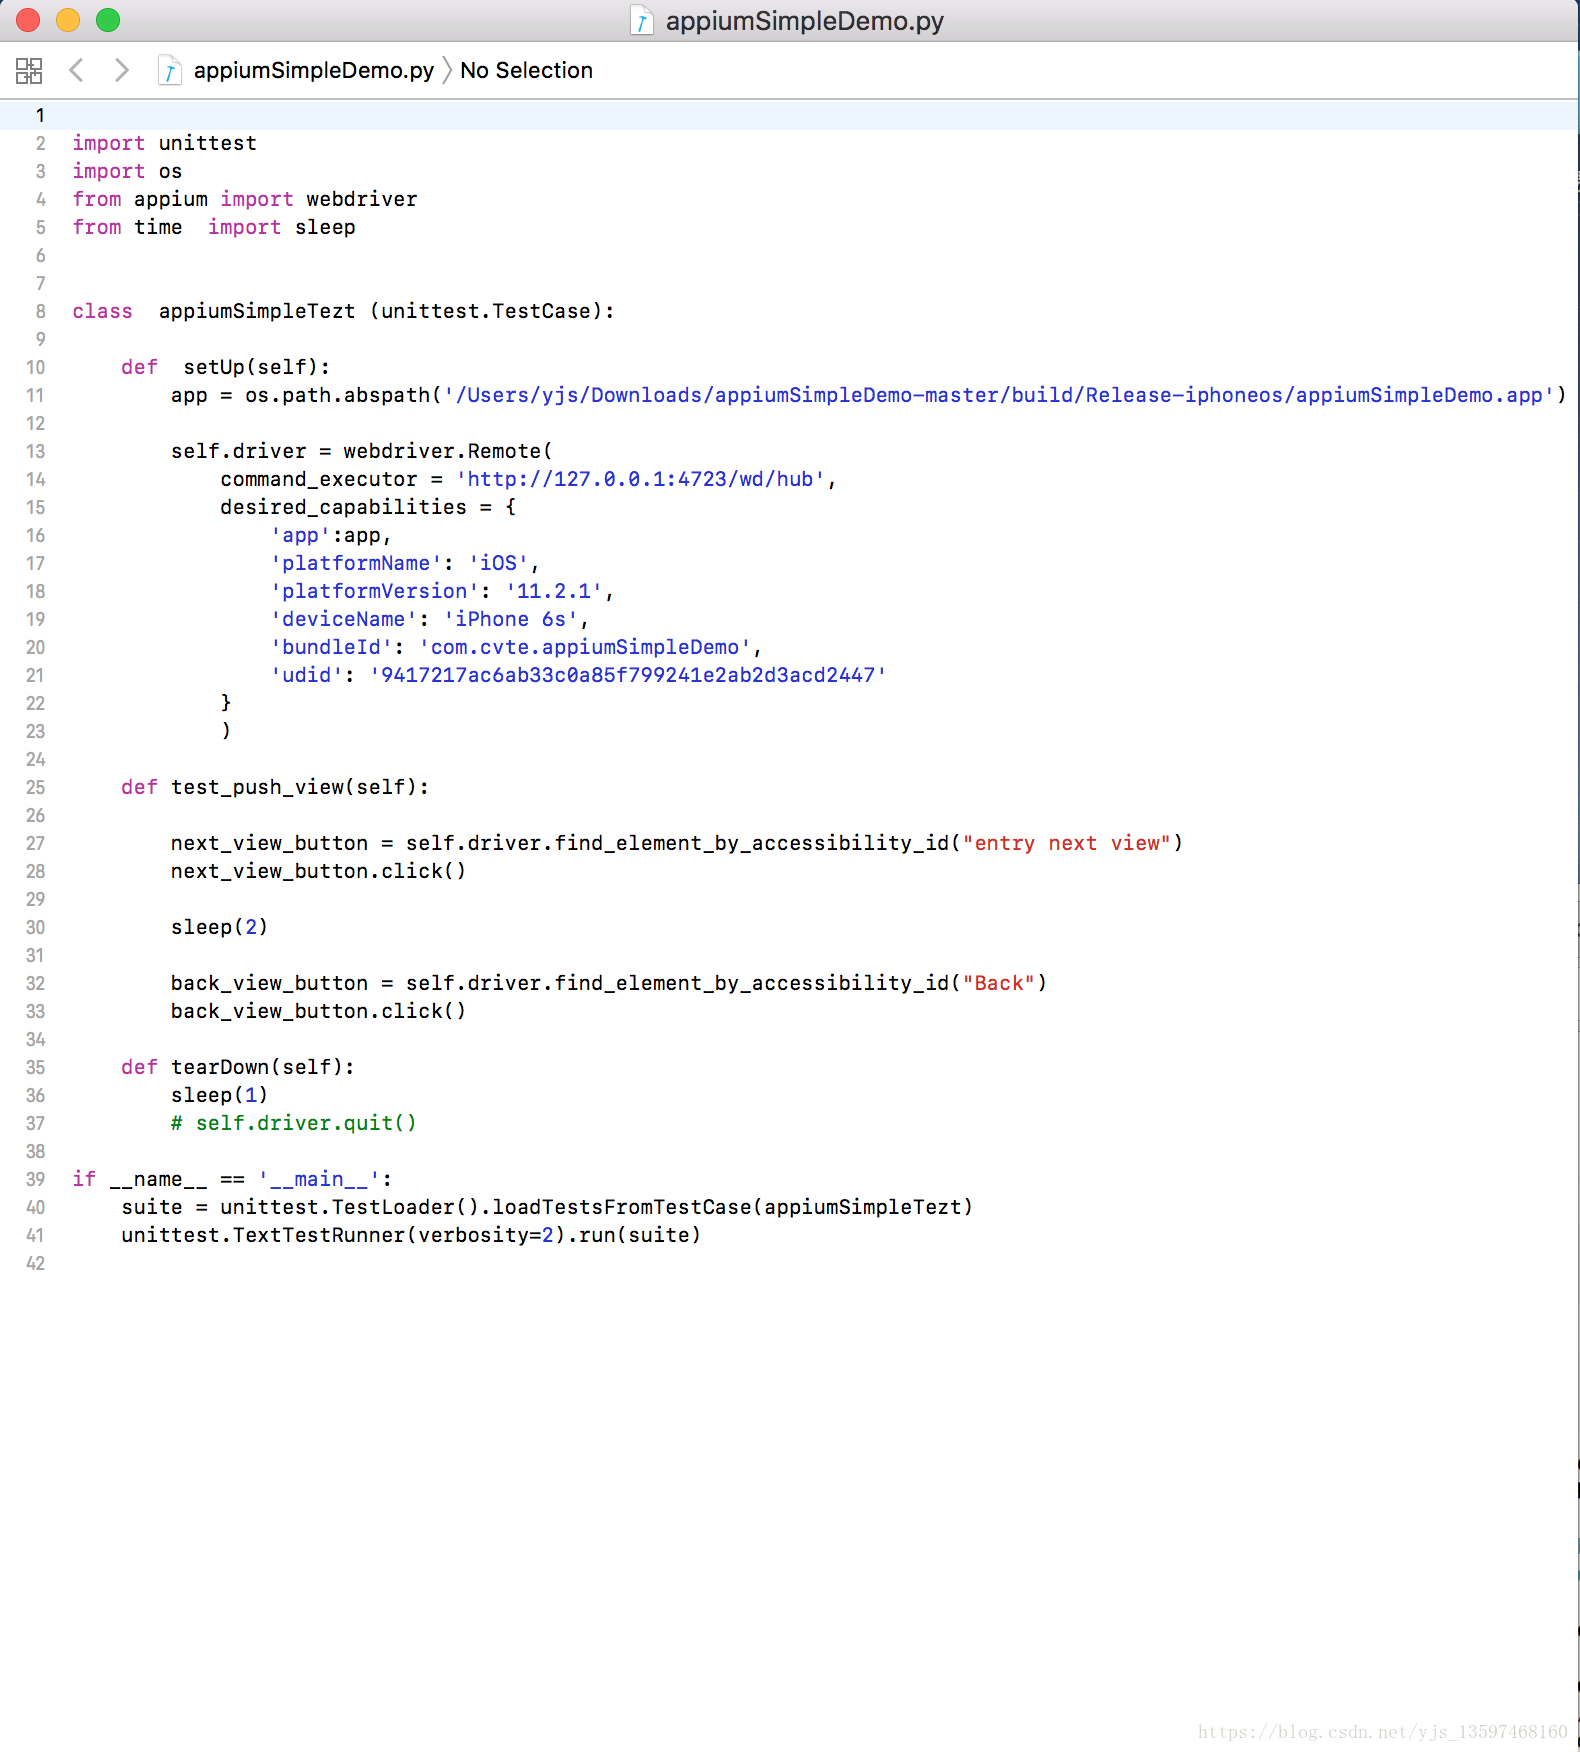 appiumSimpleDemo.py
appiumSimpleDemo.py 〉 No Selection
1
2 import unittest
3 import os
4 from appium import webdriver
5 from time  import sleep
6
7
8 class  appiumSimpleTezt (unittest.TestCase):
9
10     def  setUp(self):
11         app = os.path.abspath('/Users/yjs/Downloads/appiumSimpleDemo-master/build/Release-iphoneos/appiumSimpleDemo.app')
12
13         self.driver = webdriver.Remote(
14             command_executor = 'http://127.0.0.1:4723/wd/hub',
15             desired_capabilities = {
16                 'app':app,
17                 'platformName': 'iOS',
18                 'platformVersion': '11.2.1',
19                 'deviceName': 'iPhone 6s',
20                 'bundleId': 'com.cvte.appiumSimpleDemo',
21                 'udid': '9417217ac6ab33c0a85f799241e2ab2d3acd2447'
22             }
23             )
24
25     def test_push_view(self):
26
27         next_view_button = self.driver.find_element_by_accessibility_id("entry next view")
28         next_view_button.click()
29
30         sleep(2)
31
32         back_view_button = self.driver.find_element_by_accessibility_id("Back")
33         back_view_button.click()
34
35     def tearDown(self):
36         sleep(1)
37         # self.driver.quit()
38
39 if __name__ == '__main__':
40     suite = unittest.TestLoader().loadTestsFromTestCase(appiumSimpleTezt)
41     unittest.TextTestRunner(verbosity=2).run(suite)
42
https://blog.csdn.net/yjs_13597468160